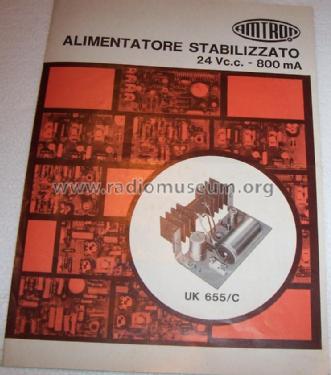 AMTRON
ALIMENTATORE STABILIZZATO
24 Vc.c. - 800 mA
www.radiomuseum.org
UK 655/C